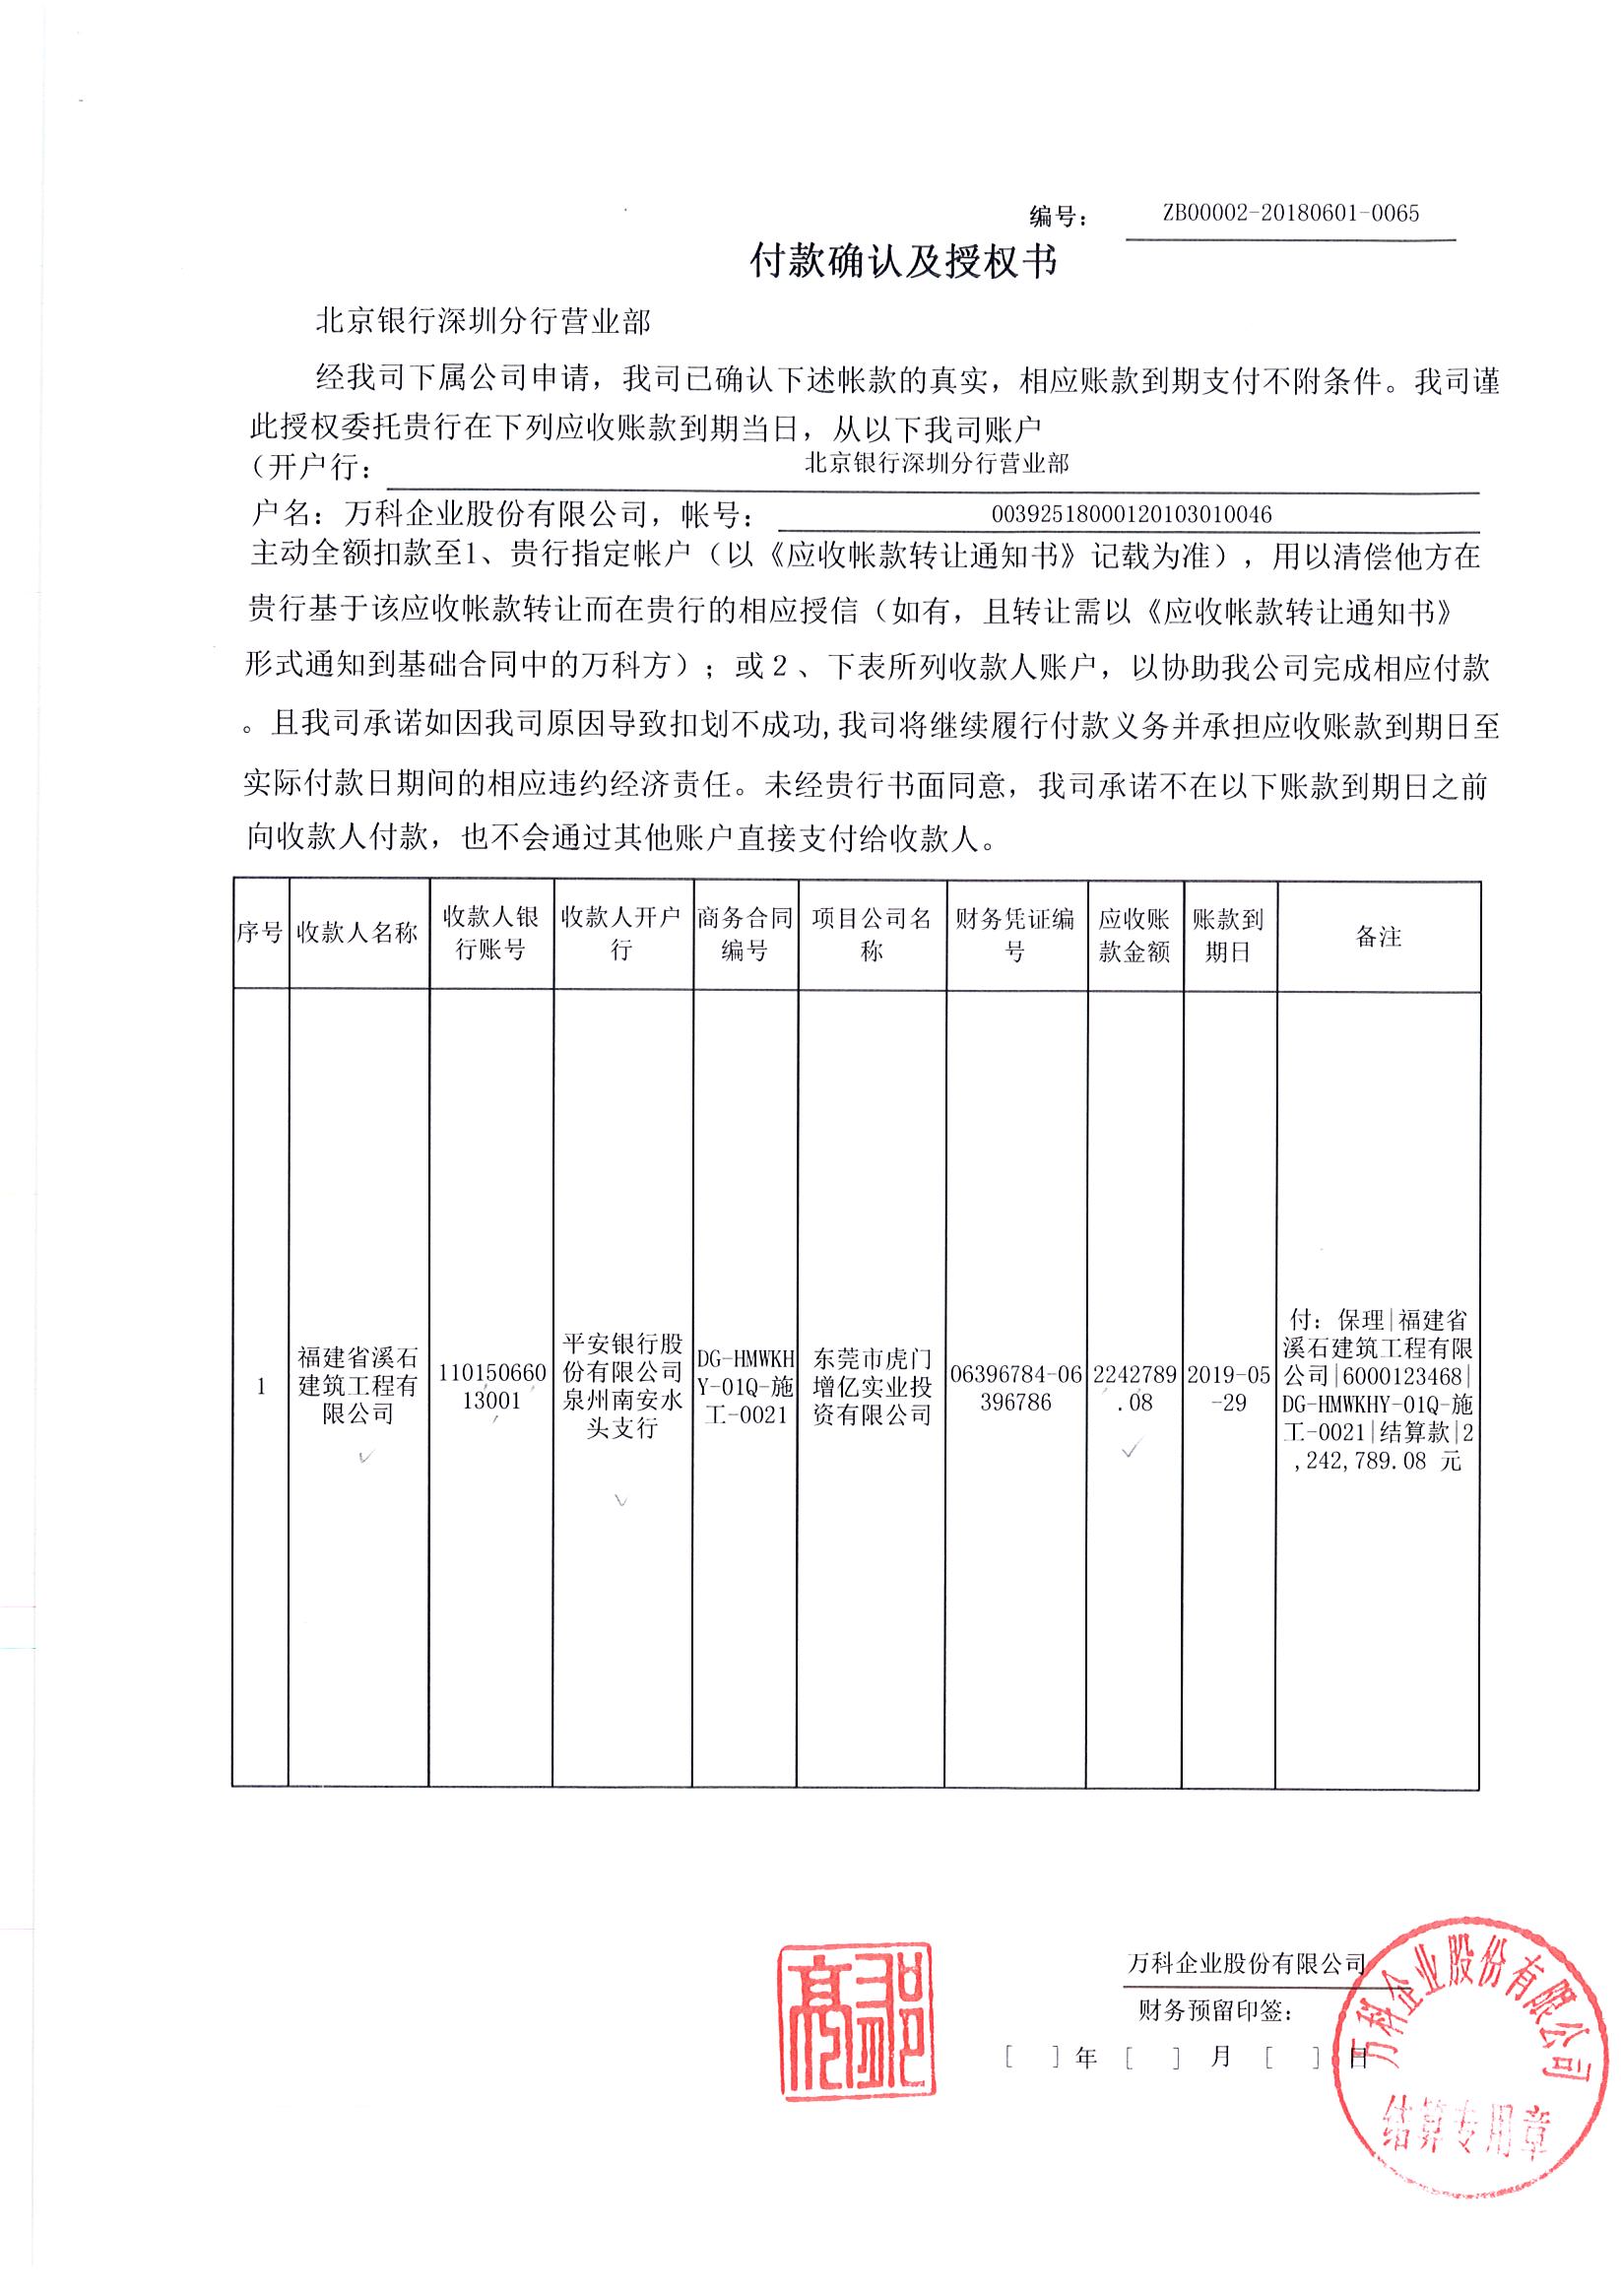 编号： ZB00002-20180601-0065
付款确认及授权书
北京银行深圳分行营业部
经我司下属公司申请，我司已确认下述帐款的真实，相应账款到期支付不附条件。我司谨
此授权委托贵行在下列应收账款到期当日，从以下我司账户
（开户行： 北京银行深圳分行营业部
户名：万科企业股份有限公司，帐号： 00392518000120103010046
主动全额扣款至1、贵行指定帐户（以《应收帐款转让通知书》记载为准），用以清偿他方在
贵行基于该应收帐款转让而在贵行的相应授信（如有，且转让需以《应收帐款转让通知书》
形式通知到基础合同中的万科方）；或２、下表所列收款人账户，以协助我公司完成相应付款
。且我司承诺如因我司原因导致扣划不成功,我司将继续履行付款义务并承担应收账款到期日至
实际付款日期间的相应违约经济责任。未经贵行书面同意，我司承诺不在以下账款到期日之前
向收款人付款，也不会通过其他账户直接支付给收款人。
序号
收款人名称
收款人银
行账号
收款人开户
行
商务合同
编号
项目公司名
称
财务凭证编
号
应收账
款金额
账款到
期日
备注
1
福建省溪石
建筑工程有
限公司
110150660
13001
平安银行股
份有限公司
泉州南安水
头支行
DG-HMWKH
Y-01Q-施
工-0021
东莞市虎门
增亿实业投
资有限公司
06396784-06
396786
2242789
.08
2019-05
-29
付：保理|福建省
溪石建筑工程有限
公司|6000123468|
DG-HMWKHY-01Q-施
工-0021|结算款|2
,242,789.08 元
万科企业股份有限公司
财务预留印签：
[ ]年 [ ] 月 [ ] 日
万科企业股份有限公司
结算专用章